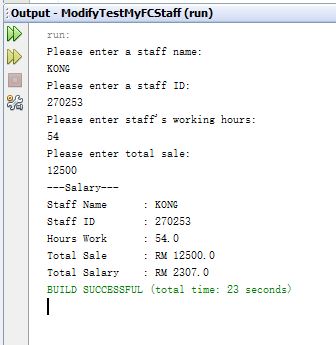 Output - ModifyTestMyFCStaff (run)
run:
Please enter a staff name:
KONG
Please enter a staff ID:
270253
Please enter staff's working hours:
54
Please enter total sale:
12500
---Salary---
Staff Name : KONG
Staff ID : 270253
Hours Work : 54.0
Total Sale : RM 12500.0
Total Salary : RM 2307.0
BUILD SUCCESSFUL (total time: 23 seconds)